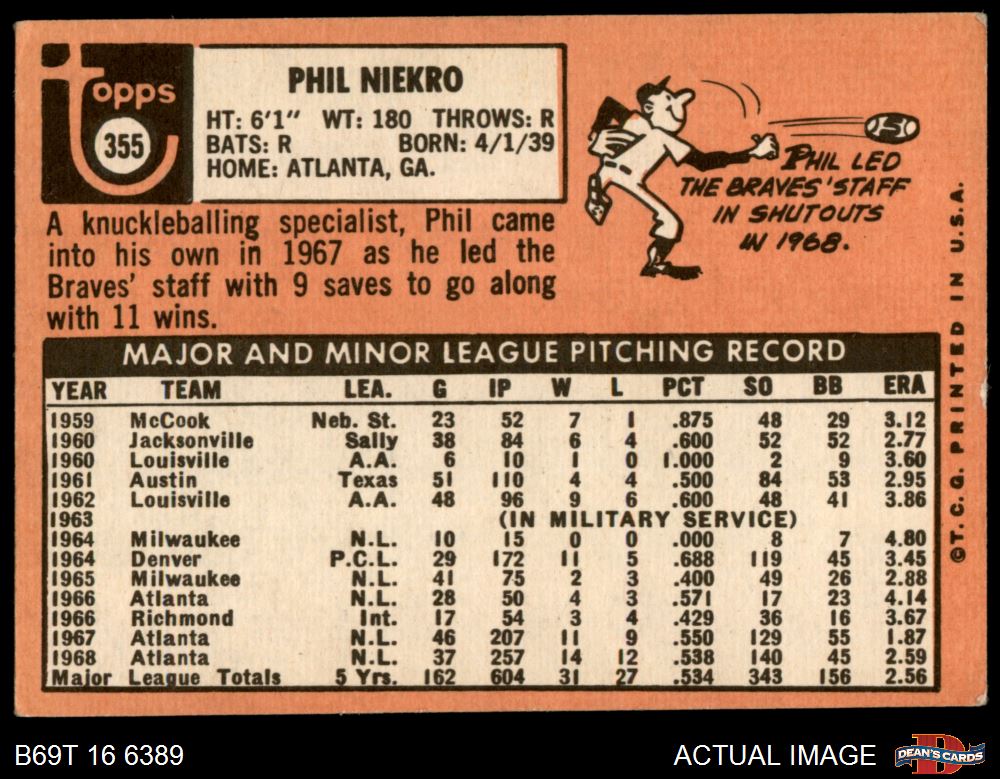 Topps
355
PHIL NIEKRO
HT: 6'1" WT: 180 THROWS: R
BATS: R BORN: 4/1/39
HOME: ATLANTA, GA.
A knuckleballing specialist, Phil came
into his own in 1967 as he led the
Braves' staff with 9 saves to go along
with 11 wins.
PHIL LED
THE BRAVES' STAFF
IN SHUTOUTS
IN 1968.
MAJOR AND MINOR LEAGUE PITCHING RECORD
YEAR TEAM LEA. G IP W L PCT SO BB ERA
1959 McCook Neb. St. 23 52 7 1 .875 48 29 3.12
1960 Jacksonville Sally 38 84 6 4 .600 52 52 2.77
1960 Louisville A.A. 6 10 1 0 1.000 2 9 3.60
1961 Austin Texas 51 110 4 4 .500 84 53 2.95
1962 Louisville A.A. 48 96 9 6 .600 48 41 3.86
1963 (IN MILITARY SERVICE)
1964 Milwaukee N.L. 10 15 0 0 .000 8 7 4.80
1964 Denver P.C.L. 29 172 11 5 .688 119 45 3.45
1965 Milwaukee N.L. 41 75 2 3 .400 49 26 2.88
1966 Atlanta N.L. 28 50 4 3 .571 17 23 4.14
1966 Richmond Int. 17 54 3 4 .429 36 16 3.67
1967 Atlanta N.L. 46 207 11 9 .550 129 55 1.87
1968 Atlanta N.L. 37 257 14 12 .538 140 45 2.59
Major League Totals 5 Yrs. 162 604 31 27 .534 343 156 2.56
©T.C.G. PRINTED IN U.S.A.
B69T 16 6389
ACTUAL IMAGE
DEAN'S CARDS